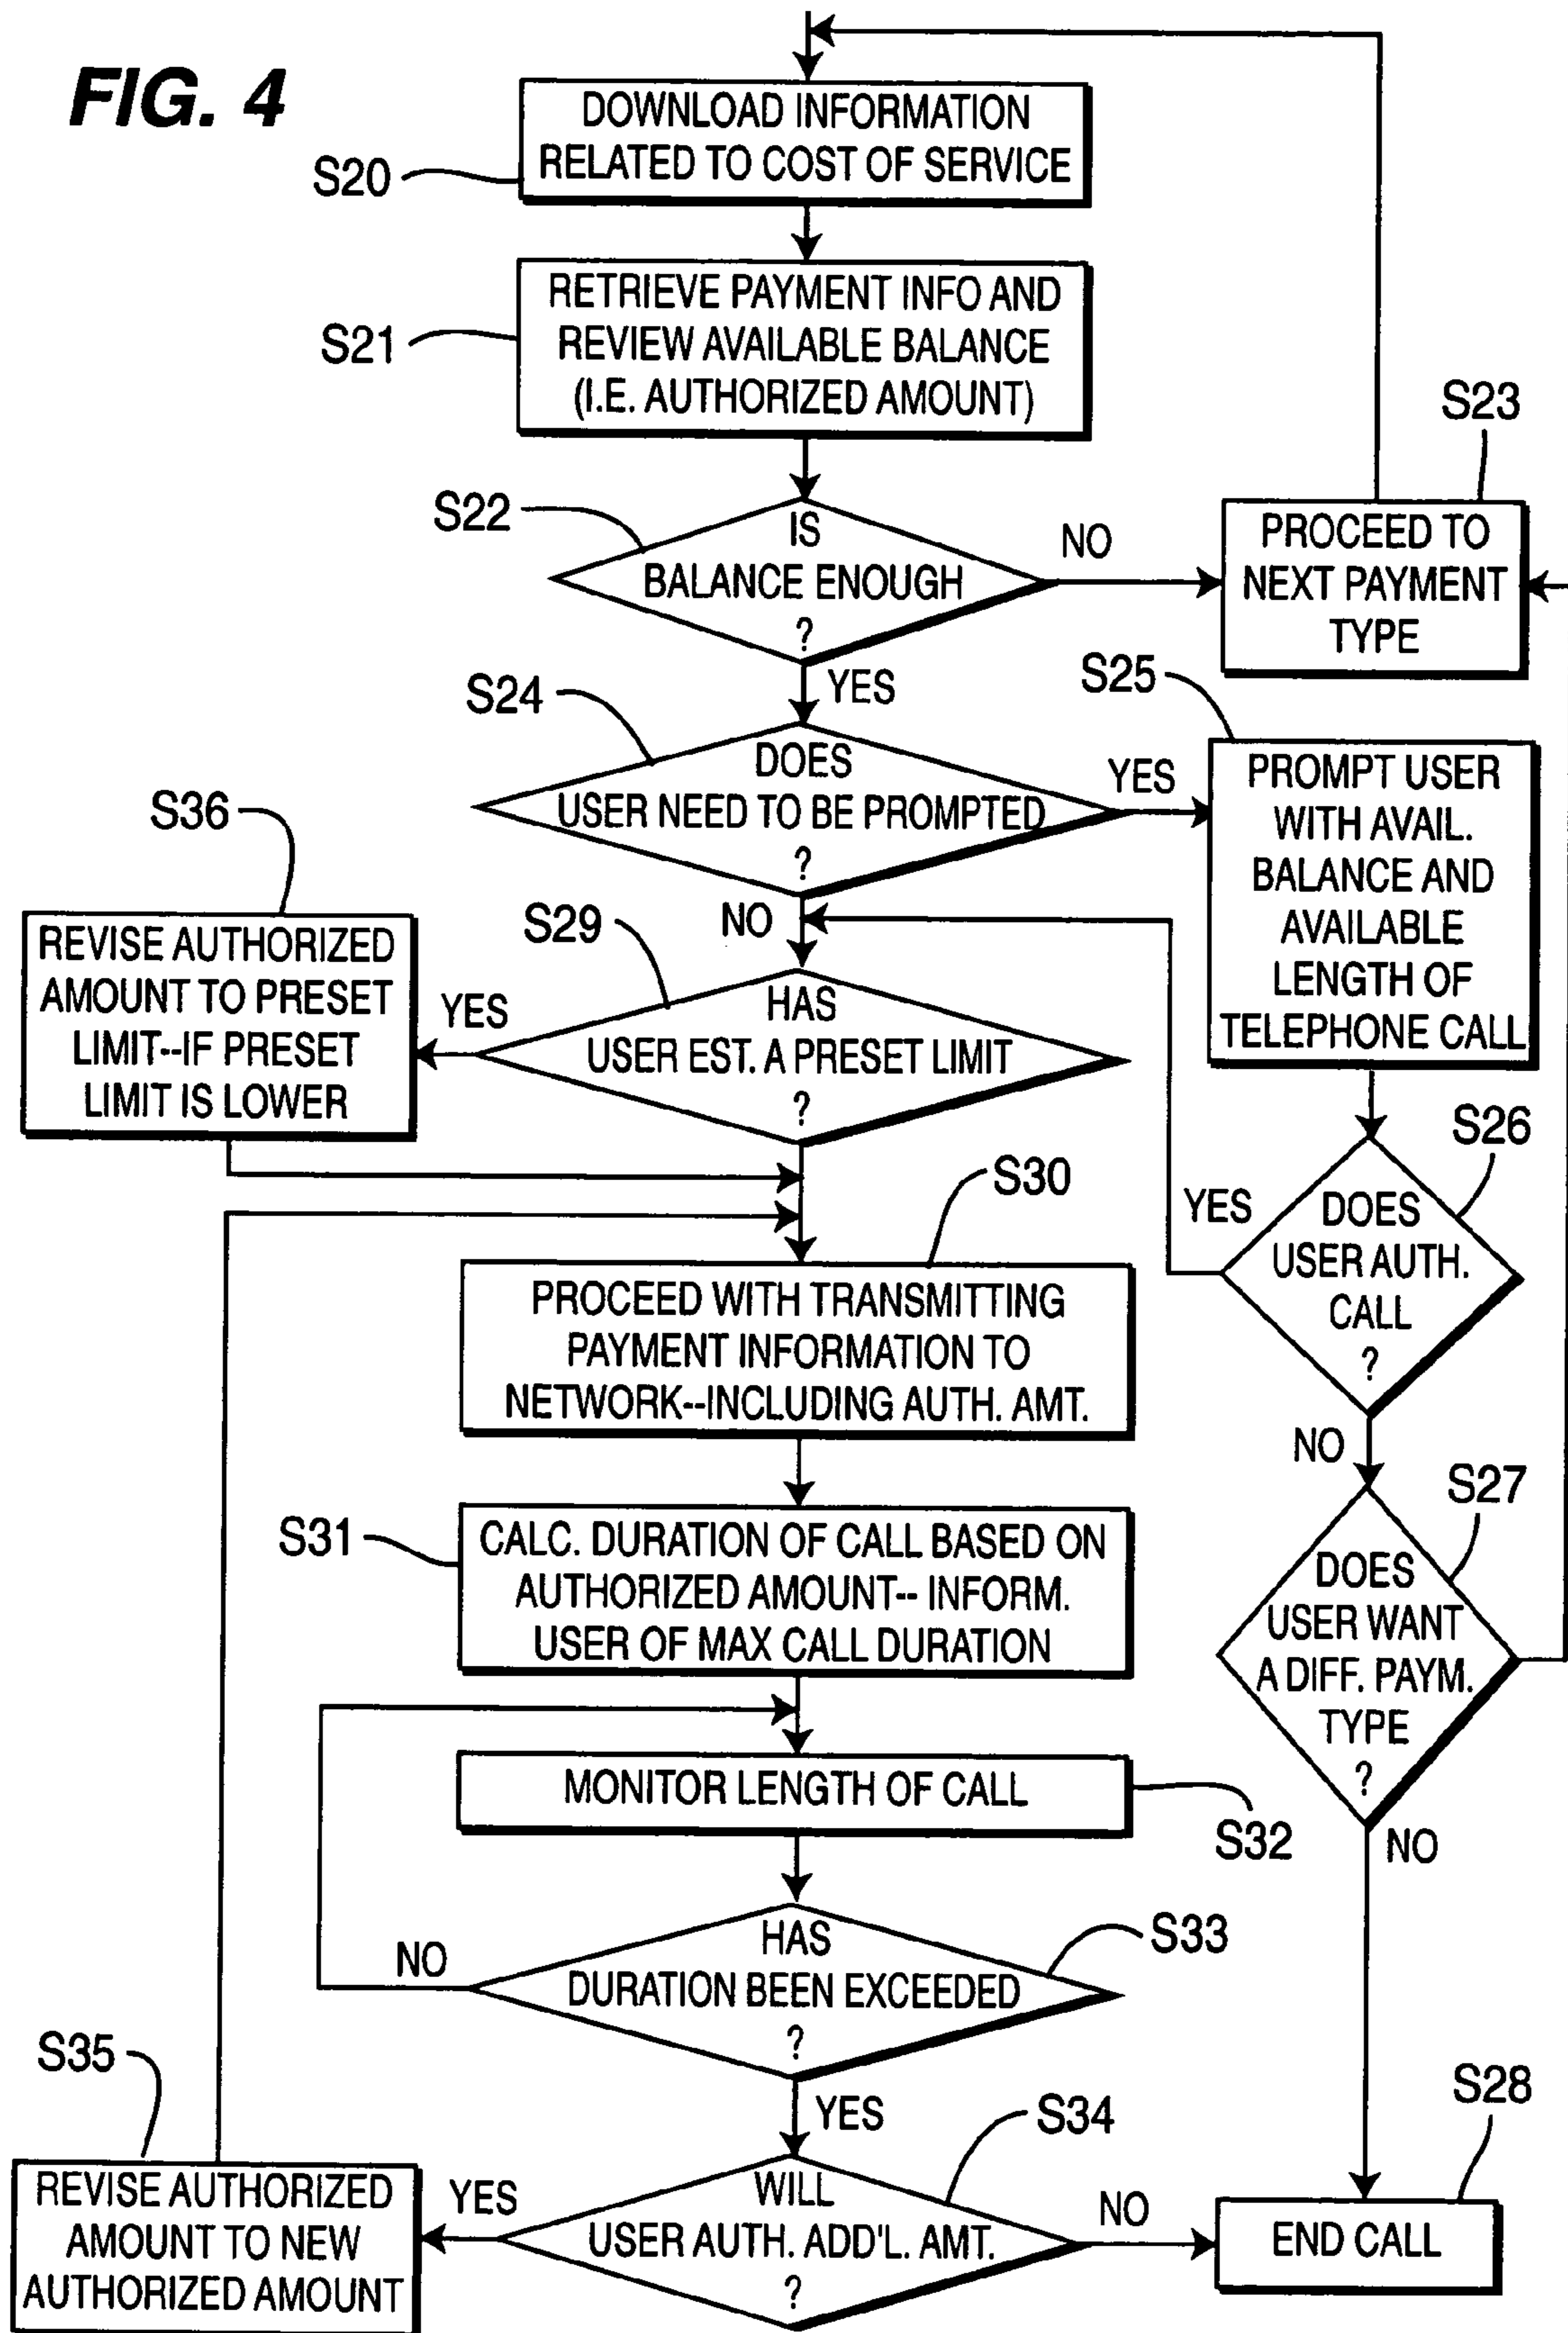 FIG. 4
DOWNLOAD INFORMATION
RELATED TO COST OF SERVICE
S20
RETRIEVE PAYMENT INFO AND
REVIEW AVAILABLE BALANCE
(I.E. AUTHORIZED AMOUNT)
S21
S22
IS
BALANCE ENOUGH
?
NO
S23
PROCEED TO
NEXT PAYMENT
TYPE
YES
S24
DOES
USER NEED TO BE PROMPTED
?
YES
S25
PROMPT USER
WITH AVAIL.
BALANCE AND
AVAILABLE
LENGTH OF
TELEPHONE CALL
NO
S36
REVISE AUTHORIZED
AMOUNT TO PRESET
LIMIT--IF PRESET
LIMIT IS LOWER
YES
S29
HAS
USER EST. A PRESET LIMIT
?
S26
DOES
USER AUTH.
CALL
?
YES
NO
S30
PROCEED WITH TRANSMITTING
PAYMENT INFORMATION TO
NETWORK--INCLUDING AUTH. AMT.
S27
DOES
USER WANT
A DIFF. PAYM.
TYPE
?
NO
S31
CALC. DURATION OF CALL BASED ON
AUTHORIZED AMOUNT-- INFORM.
USER OF MAX CALL DURATION
MONITOR LENGTH OF CALL
S32
S33
HAS
DURATION BEEN EXCEEDED
?
NO
YES
S34
WILL
USER AUTH. ADD'L. AMT.
?
YES
NO
S35
REVISE AUTHORIZED
AMOUNT TO NEW
AUTHORIZED AMOUNT
S28
END CALL